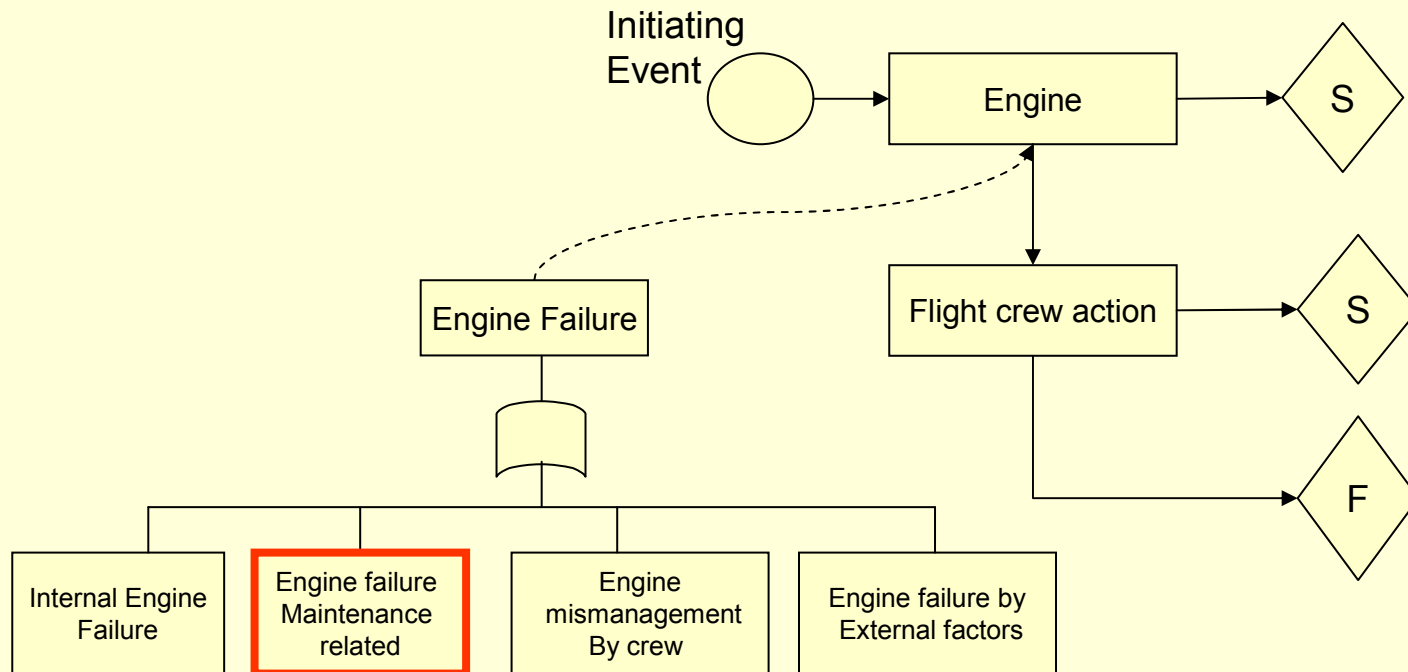 Initiating
Event
Engine
S
Engine Failure
Flight crew action
S
F
Internal Engine
Failure
Engine failure
Maintenance
related
Engine
mismanagement
By crew
Engine failure by
External factors